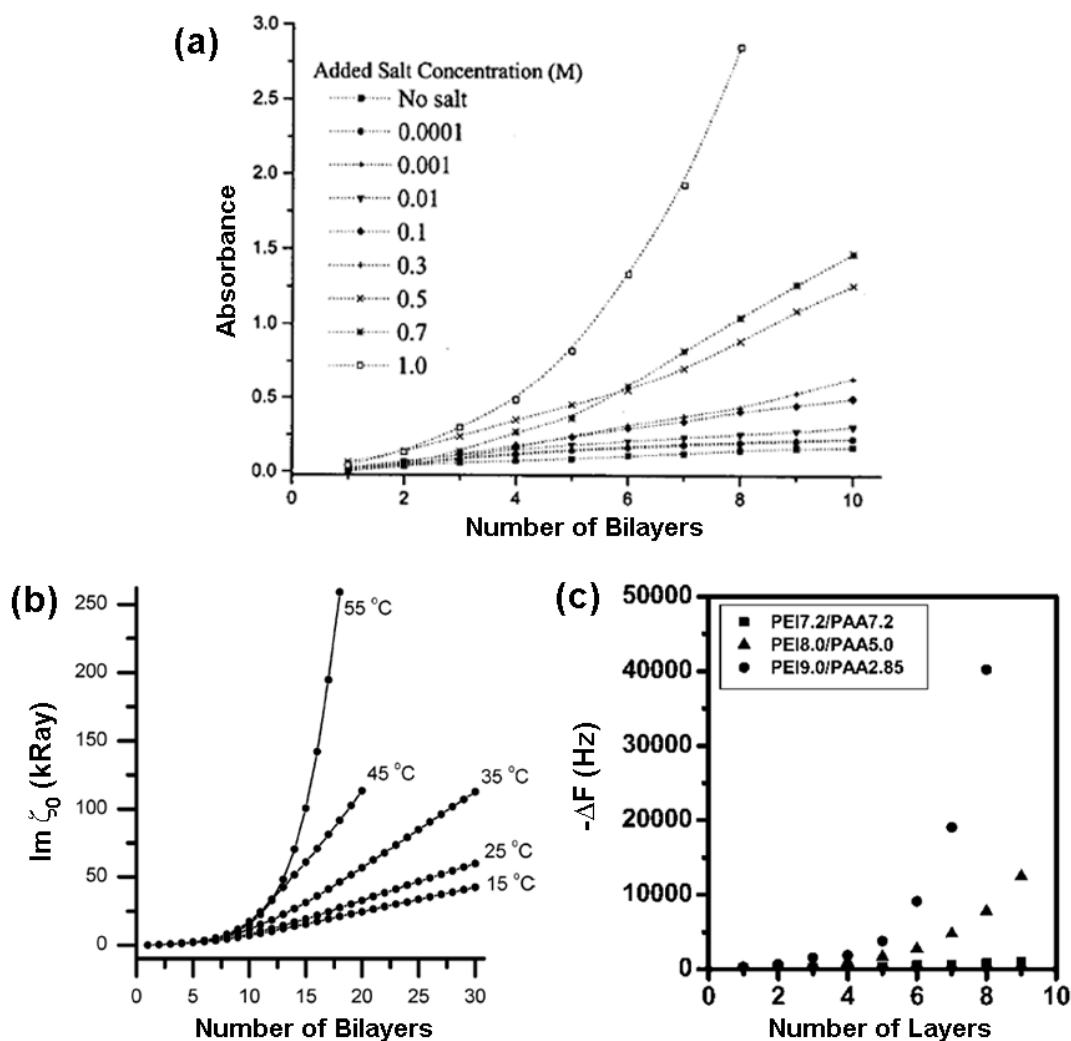 (a)
Added Salt Concentration (M)
No salt
0.0001
0.001
0.01
0.1
0.3
0.5
0.7
1.0
3.0
2.5
2.0
1.5
1.0
0.5
0.0
Absorbance
0 2 4 6 8 10
Number of Bilayers
(b)
250
200
150
100
50
0
Im ζ0 (kRay)
55 °C
45 °C
35 °C
25 °C
15 °C
0 5 10 15 20 25 30
Number of Bilayers
(c)
50000
40000
30000
20000
10000
0
-ΔF (Hz)
PEI7.2/PAA7.2
PEI8.0/PAA5.0
PEI9.0/PAA2.85
0 2 4 6 8 10
Number of Layers